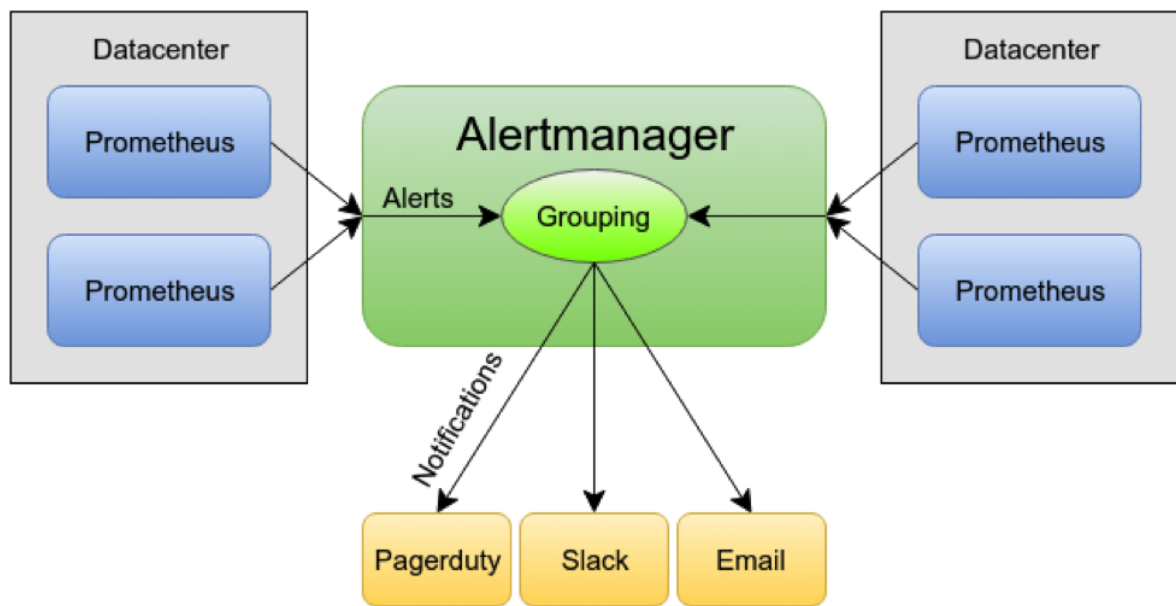 Datacenter
Prometheus
Prometheus
Alertmanager
Alerts
Grouping
Notifications
Datacenter
Prometheus
Prometheus
Pagerduty
Slack
Email